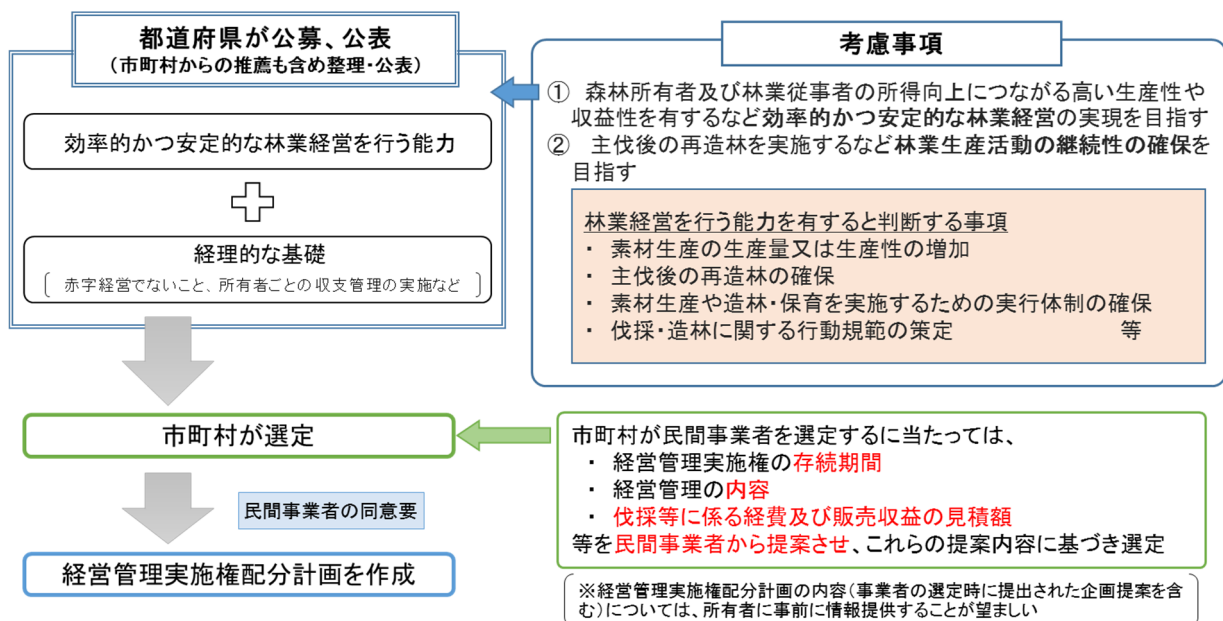 都道府県が公募、公表
（市町村からの推薦も含め整理・公表）
効率的かつ安定的な林業経営を行う能力
経理的な基礎
赤字経営でないこと、所有者ごとの収支管理の実施など
考慮事項
① 森林所有者及び林業従事者の所得向上につながる高い生産性や
収益性を有するなど効率的かつ安定的な林業経営の実現を目指す
② 主伐後の再造林を実施するなど林業生産活動の継続性の確保を
目指す
林業経営を行う能力を有すると判断する事項
・ 素材生産の生産量又は生産性の増加
・ 主伐後の再造林の確保
・ 素材生産や造林・保育を実施するための実行体制の確保
・ 伐採・造林に関する行動規範の策定 等
市町村が選定
民間事業者の同意要
経営管理実施権配分計画を作成
市町村が民間事業者を選定するに当たっては、
・ 経営管理実施権の存続期間
・ 経営管理の内容
・ 伐採等に係る経費及び販売収益の見積額
等を民間事業者から提案させ、これらの提案内容に基づき選定
※経営管理実施権配分計画の内容（事業者の選定時に提出された企画提案を含
む）については、所有者に事前に情報提供することが望ましい